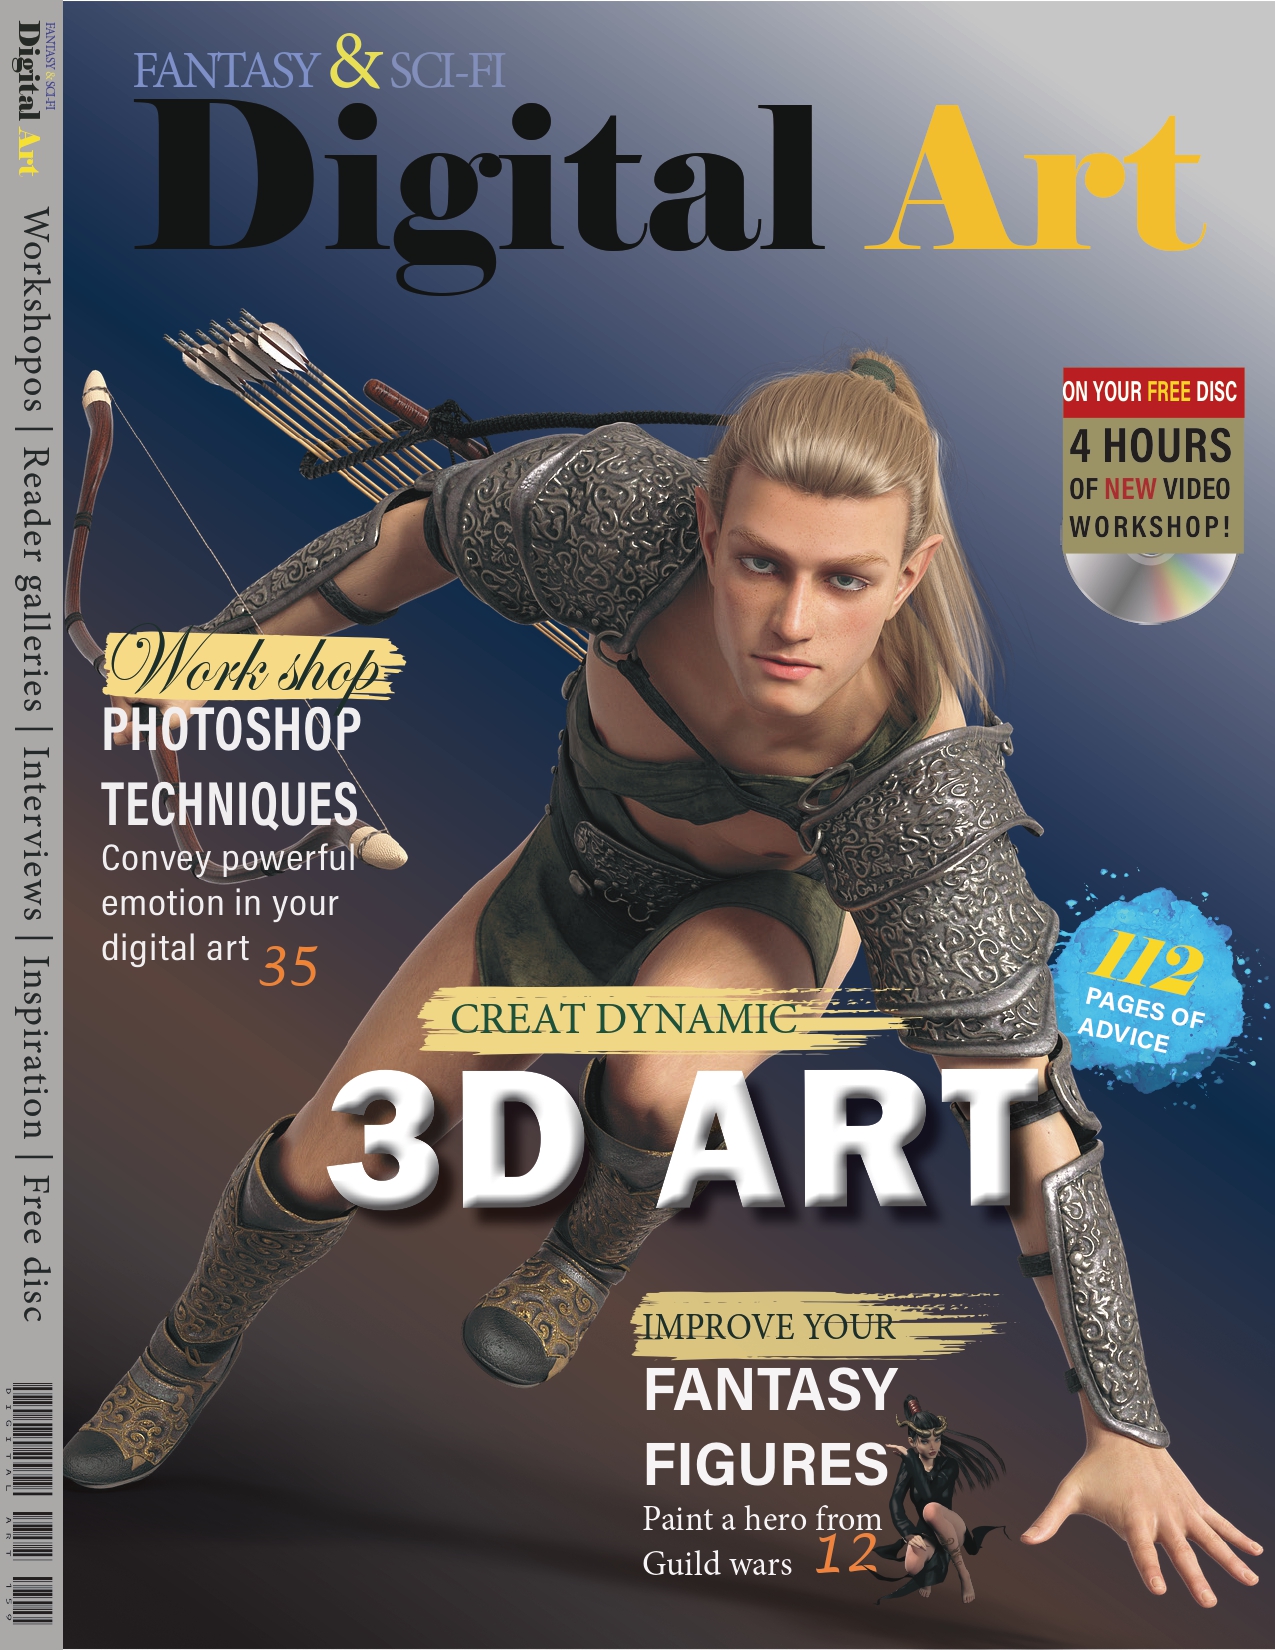 FANTASY & SCI-FI
Digital Art
Workshopos | Reader galleries | Interviews | Inspiration | Free disc
DIGITAL ART 159
FANTASY & SCI-FI
Digital Art
ON YOUR FREE DISC
4 HOURS
OF NEW VIDEO
WORKSHOP!
Work shop
PHOTOSHOP
TECHNIQUES
Convey powerful
emotion in your
digital art 35
112
PAGES OF
ADVICE
CREAT DYNAMIC
3D ART
IMPROVE YOUR
FANTASY
FIGURES
Paint a hero from
Guild wars 12